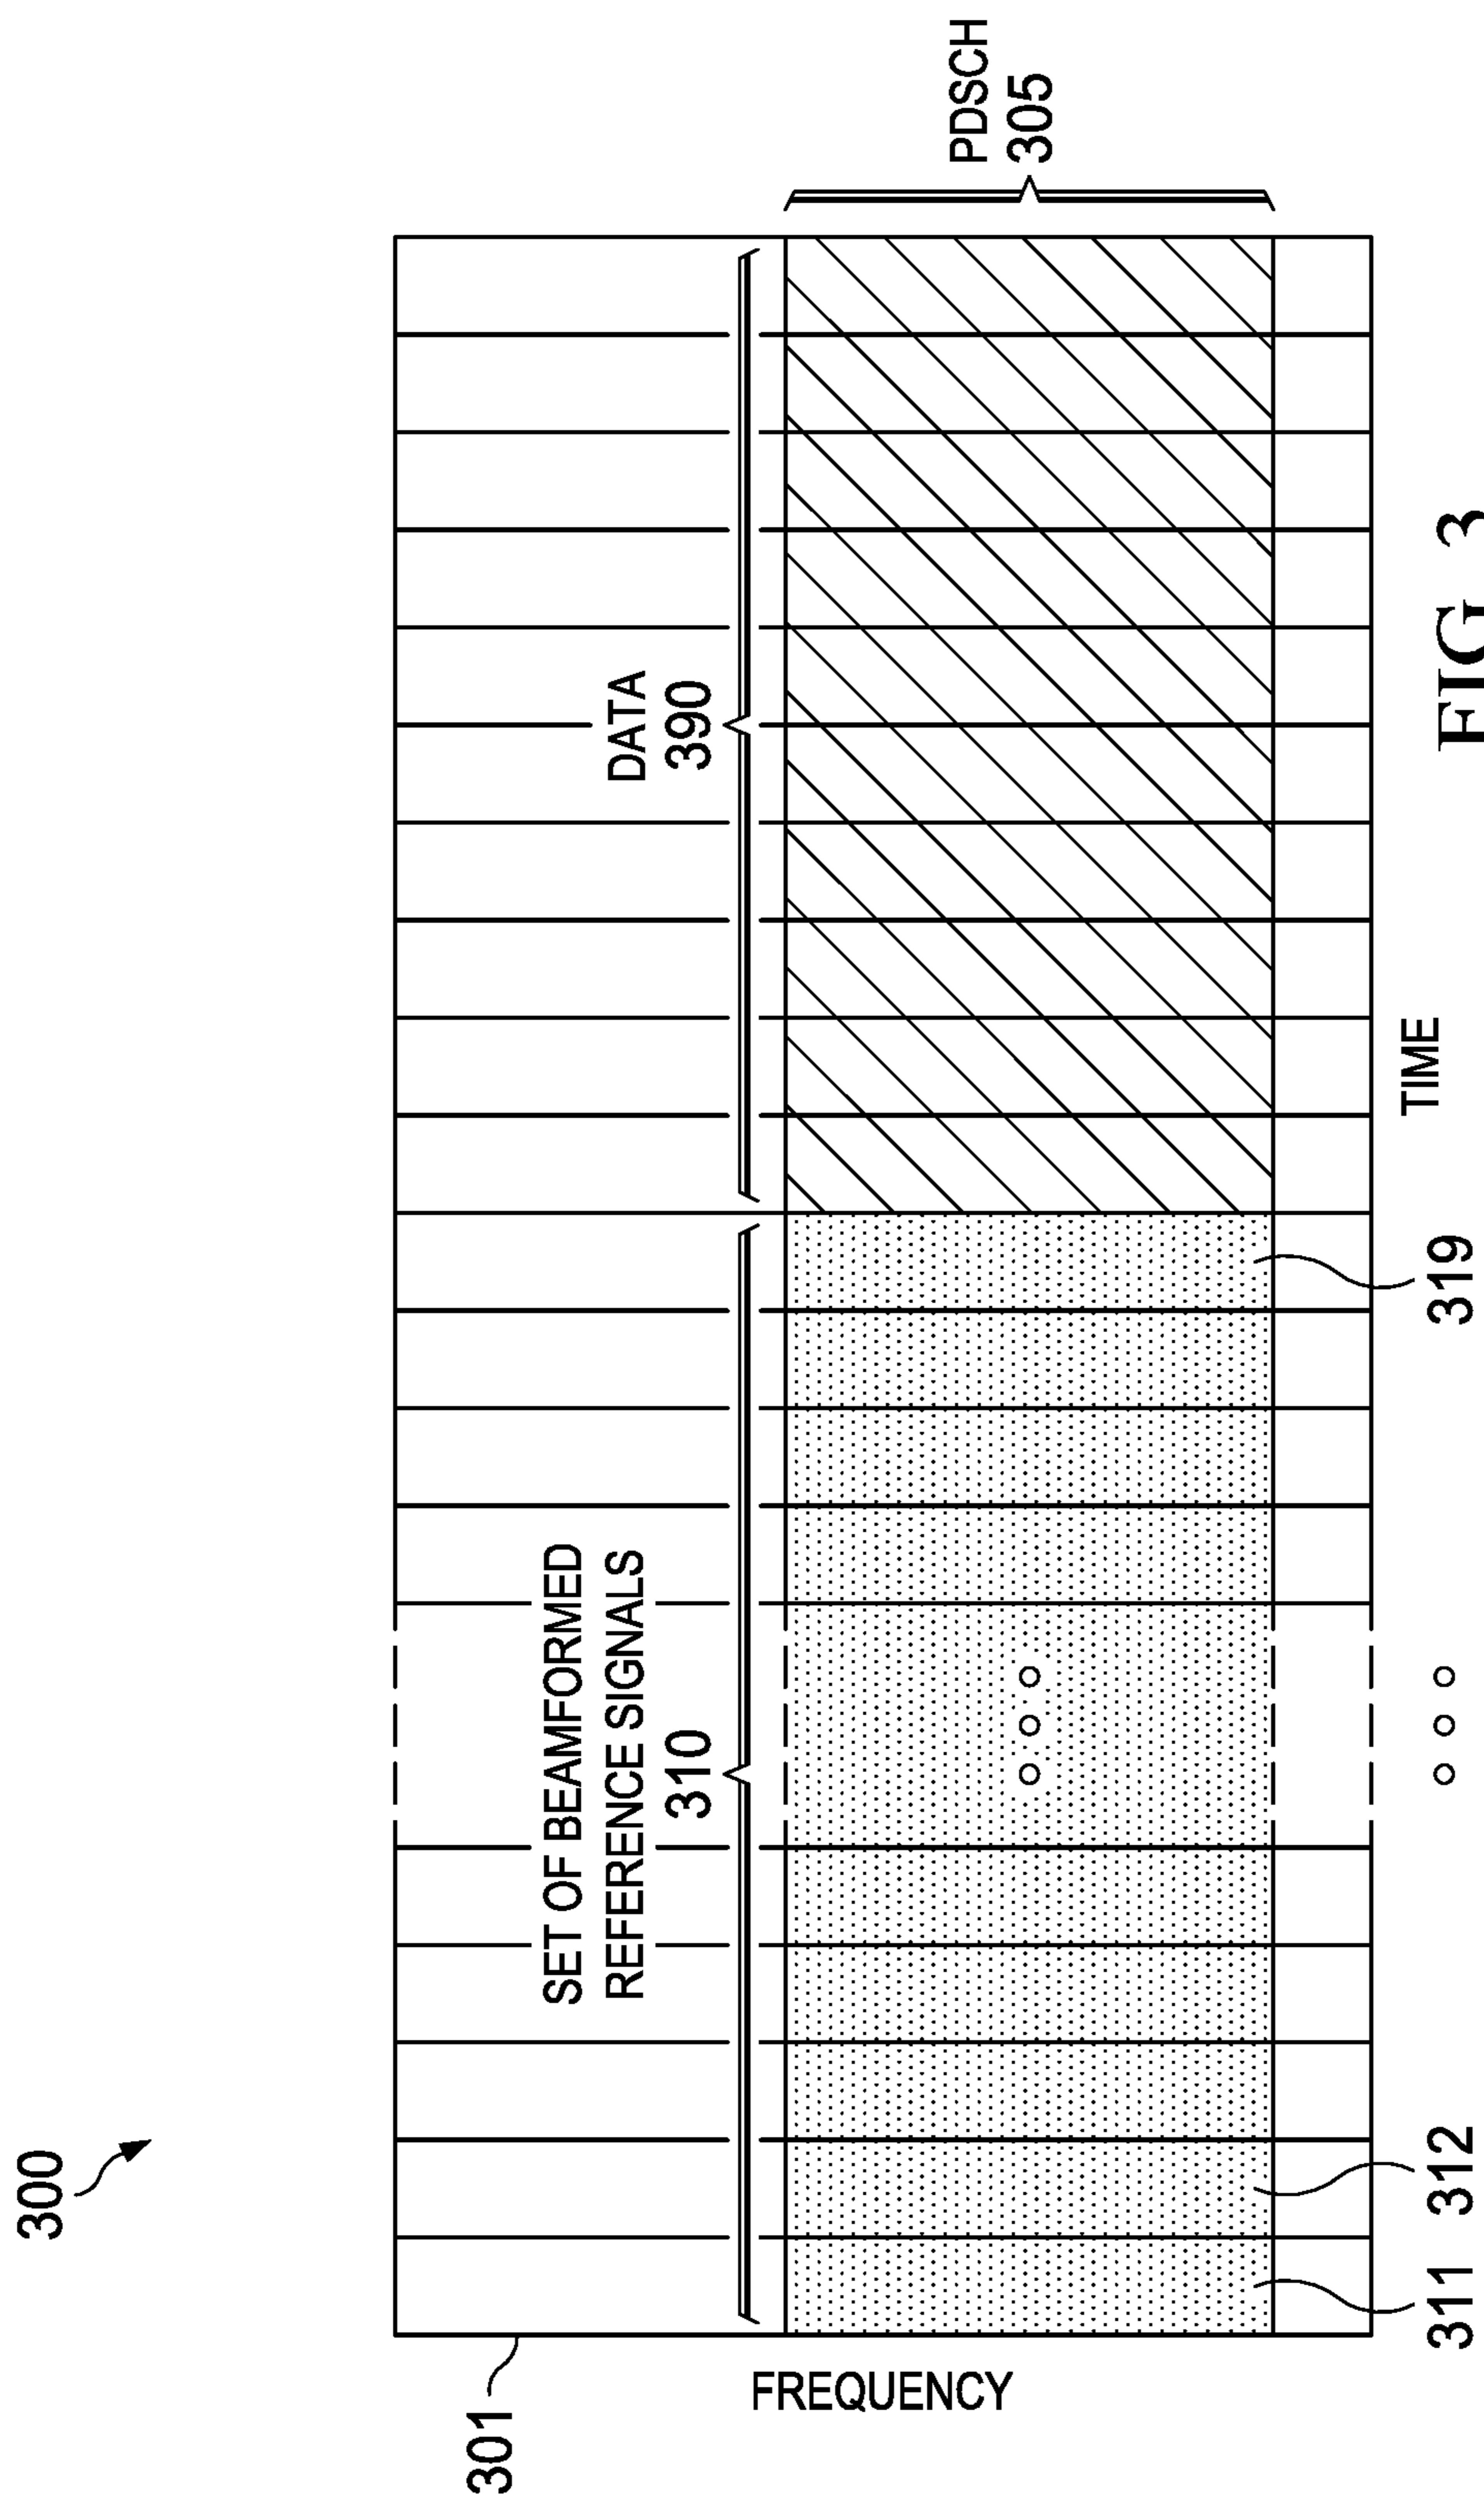 300
301
SET OF BEAMFORMED
REFERENCE SIGNALS
310
DATA
390
PDSCH
305
FREQUENCY
311
312
319
TIME
FIG 3